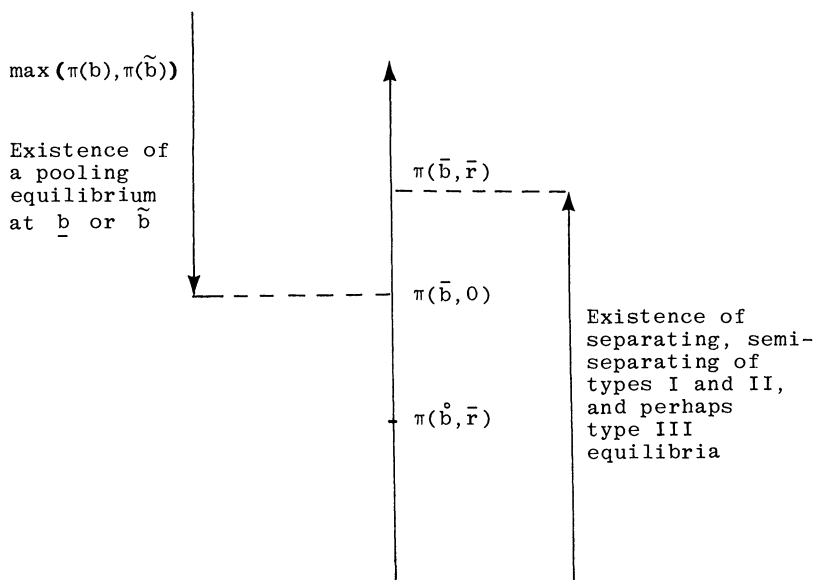 max (π(b),π(b̃))
Existence of
a pooling
equilibrium
at b̲ or b̃
π(b̄,r̄)
π(b̄,0)
π(b̊,r̄)
Existence of
separating, semi-
separating of
types I and II,
and perhaps
type III
equilibria